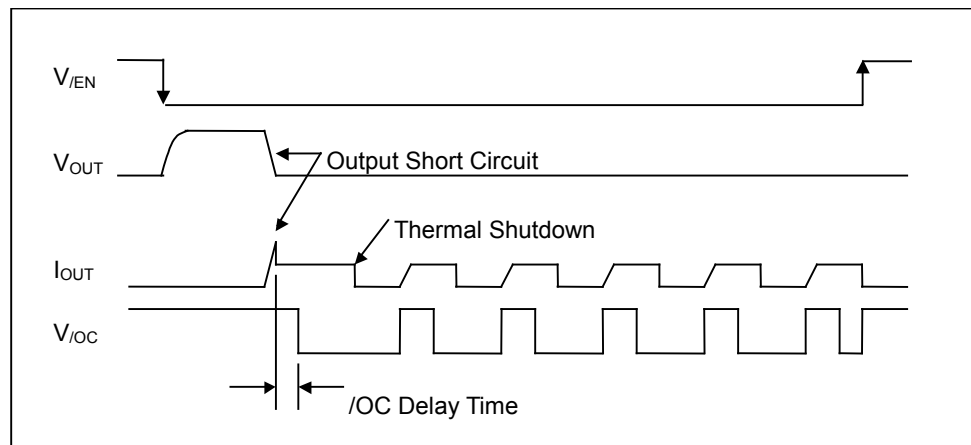 V/EN
VOUT
Output Short Circuit
Thermal Shutdown
IOUT
V/OC
/OC Delay Time